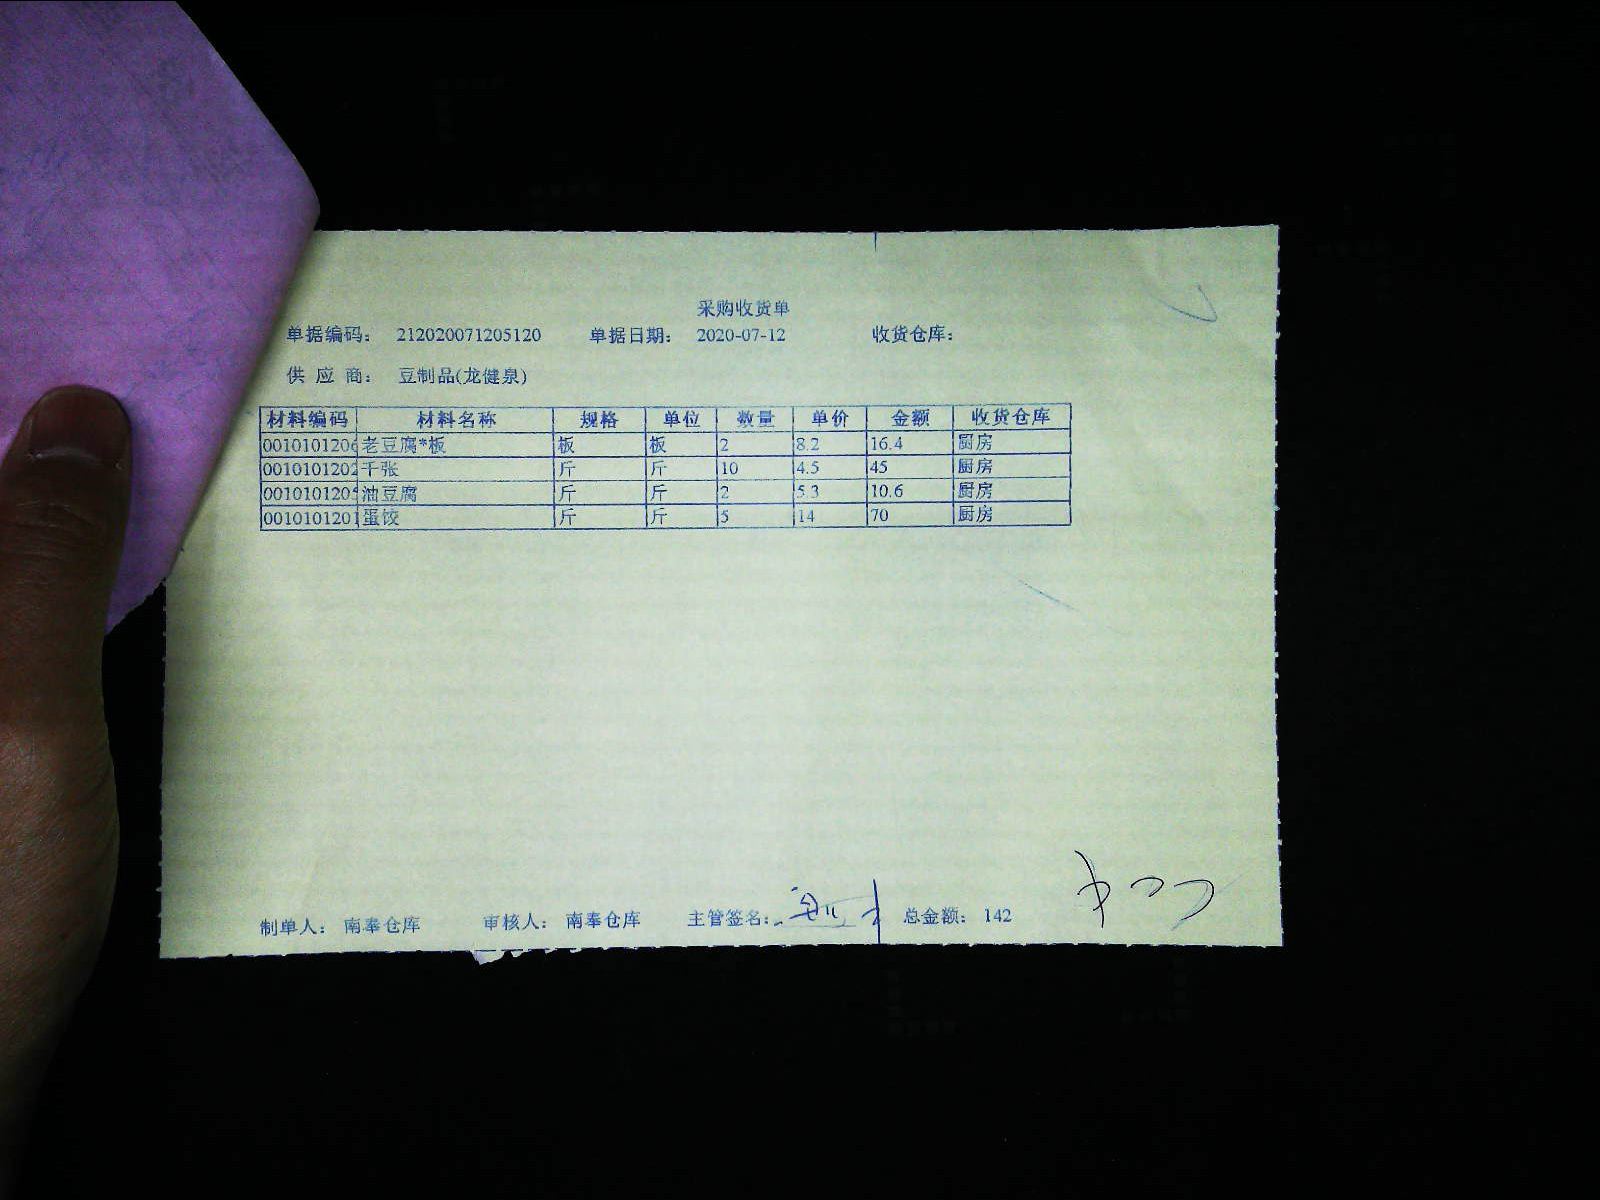 采购收货单
单据编码： 212020071205120 单据日期： 2020-07-12 收货仓库：
供 应 商： 豆制品(龙健泉)
材料编码 材料名称 规格 单位 数量 单价 金额 收货仓库
0010101206 老豆腐*板 板 板 2 8.2 16.4 厨房
0010101202 千张 斤 斤 10 4.5 45 厨房
0010101205 油豆腐 斤 斤 2 5.3 10.6 厨房
0010101201 蛋饺 斤 斤 5 14 70 厨房
制单人： 南奉仓库 审核人： 南奉仓库 主管签名： 总金额： 142